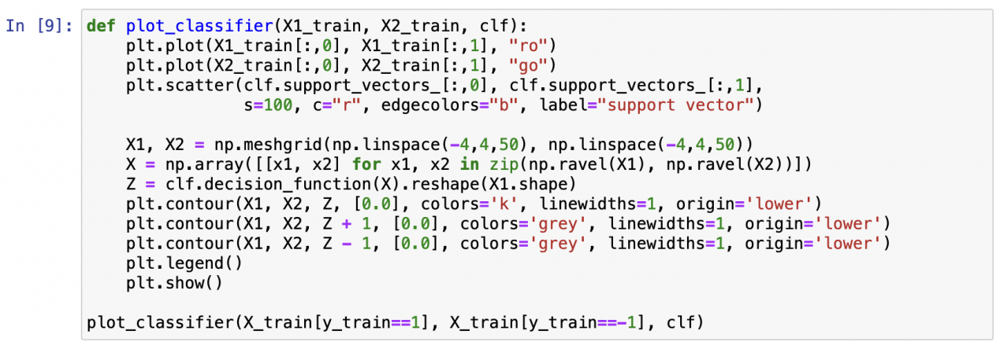 In [9]: def plot_classifier(X1_train, X2_train, clf):
    plt.plot(X1_train[:,0], X1_train[:,1], "ro")
    plt.plot(X2_train[:,0], X2_train[:,1], "go")
    plt.scatter(clf.support_vectors_[:,0], clf.support_vectors_[:,1],
                s=100, c="r", edgecolors="b", label="support vector")
    X1, X2 = np.meshgrid(np.linspace(-4,4,50), np.linspace(-4,4,50))
    X = np.array([[x1, x2] for x1, x2 in zip(np.ravel(X1), np.ravel(X2))])
    Z = clf.decision_function(X).reshape(X1.shape)
    plt.contour(X1, X2, Z, [0.0], colors='k', linewidths=1, origin='lower')
    plt.contour(X1, X2, Z + 1, [0.0], colors='grey', linewidths=1, origin='lower')
    plt.contour(X1, X2, Z - 1, [0.0], colors='grey', linewidths=1, origin='lower')
    plt.legend()
    plt.show()
plot_classifier(X_train[y_train==1], X_train[y_train==-1], clf)